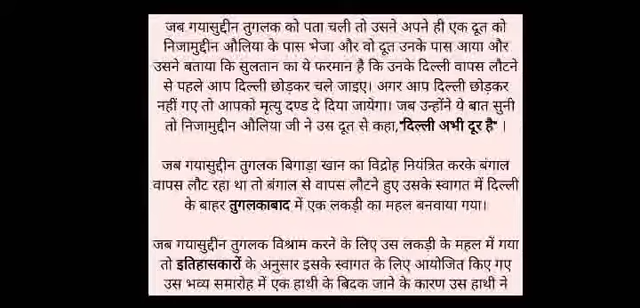 जब गयासुद्दीन तुगलक को पता चली तो उसने अपने ही एक दूत को
निजामुद्दीन औलिया के पास भेजा और वो दूत उनके पास आया और
उसने बताया कि सुलतान का ये फरमान है कि उनके दिल्ली वापस लौटने
से पहले आप दिल्ली छोड़कर चले जाइए। अगर आप दिल्ली छोड़कर
नहीं गए तो आपको मृत्यु दण्ड दे दिया जायेगा। जब उन्होंने ये बात सुनी
तो निजामुद्दीन औलिया जी ने उस दूत से कहा,"दिल्ली अभी दूर है" ।
जब गयासुद्दीन तुगलक बिगाड़ा खान का विद्रोह नियंत्रित करके बंगाल
वापस लौट रहा था तो बंगाल से वापस लौटने हुए उसके स्वागत में दिल्ली
के बाहर तुगलकाबाद में एक लकड़ी का महल बनवाया गया।
जब गयासुद्दीन तुगलक विश्राम करने के लिए उस लकड़ी के महल में गया
तो इतिहासकारों के अनुसार इसके स्वागत के लिए आयोजित किए गए
उस भव्य समारोह में एक हाथी के बिदक जाने के कारण उस हाथी ने